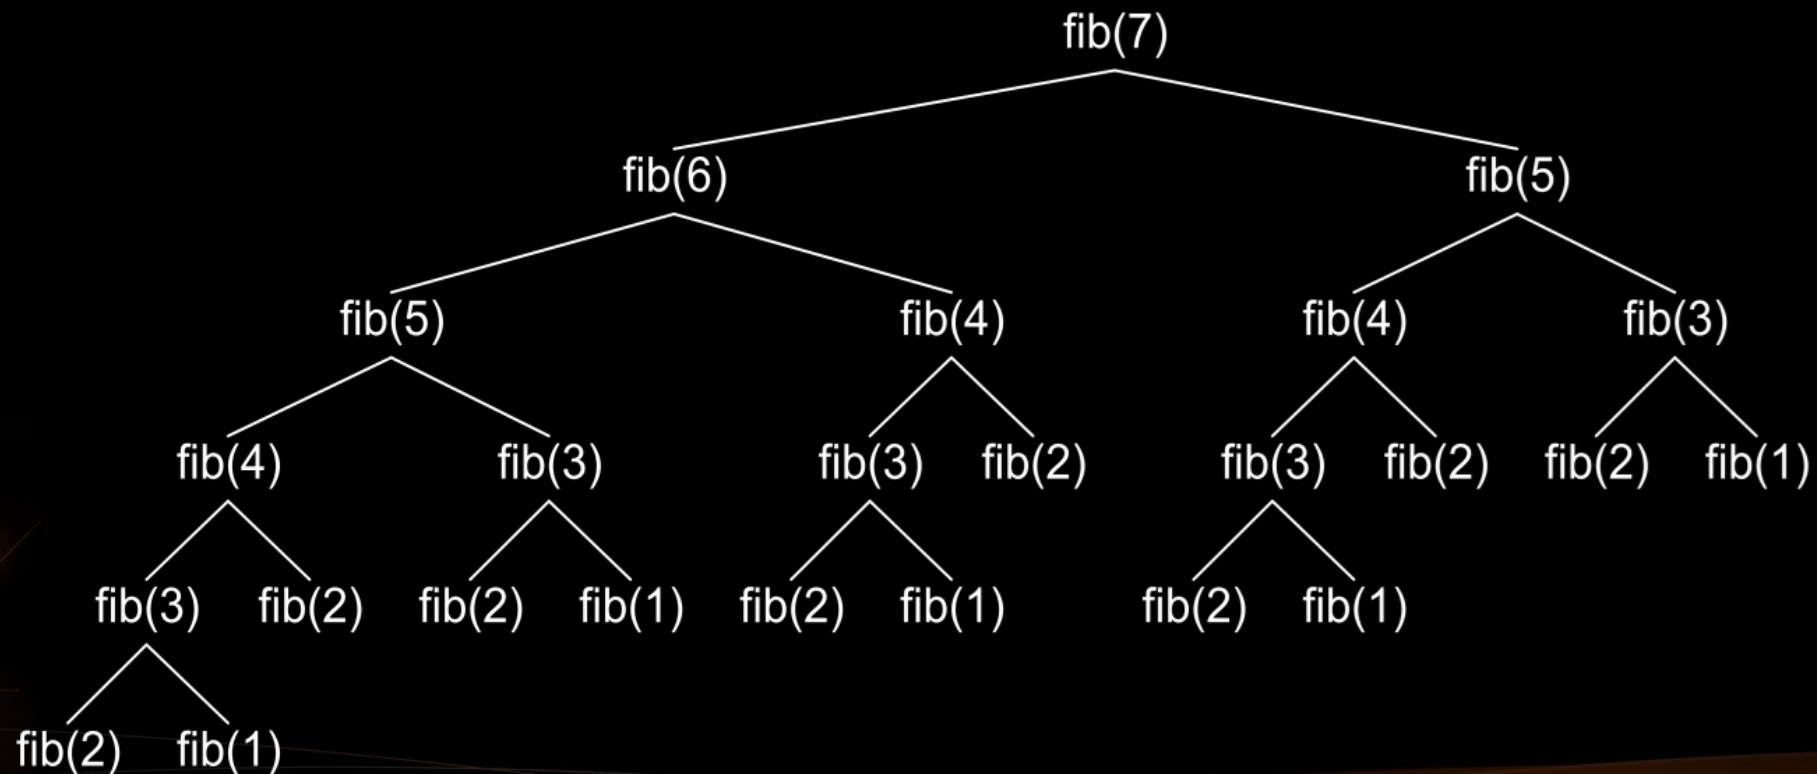 fib(7)
fib(6) fib(5)
fib(5) fib(4) fib(4) fib(3)
fib(4) fib(3) fib(3) fib(2) fib(3) fib(2) fib(2) fib(1)
fib(3) fib(2) fib(2) fib(1) fib(2) fib(1) fib(2) fib(1)
fib(2) fib(1)